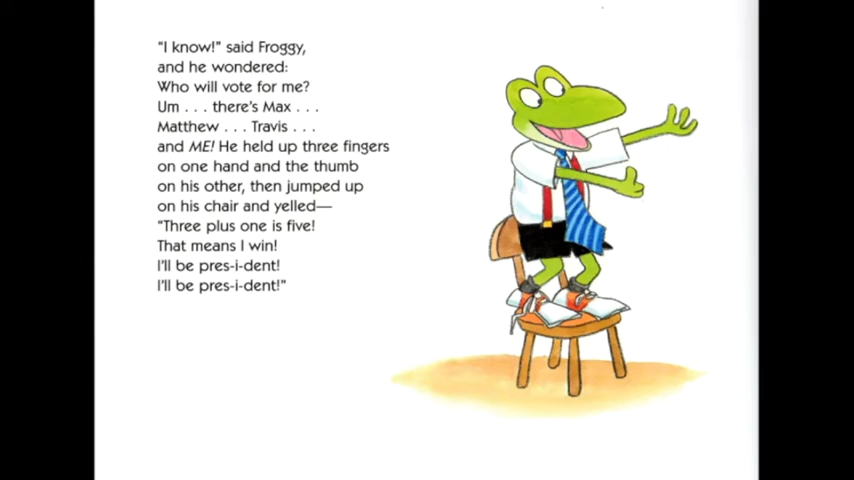 “I know!” said Froggy,
and he wondered:
Who will vote for me?
Um . . . there’s Max . . .
Matthew . . . Travis . . .
and ME! He held up three fingers
on one hand and the thumb
on his other, then jumped up
on his chair and yelled—
“Three plus one is five!
That means I win!
I’ll be pres-i-dent!
I’ll be pres-i-dent!”